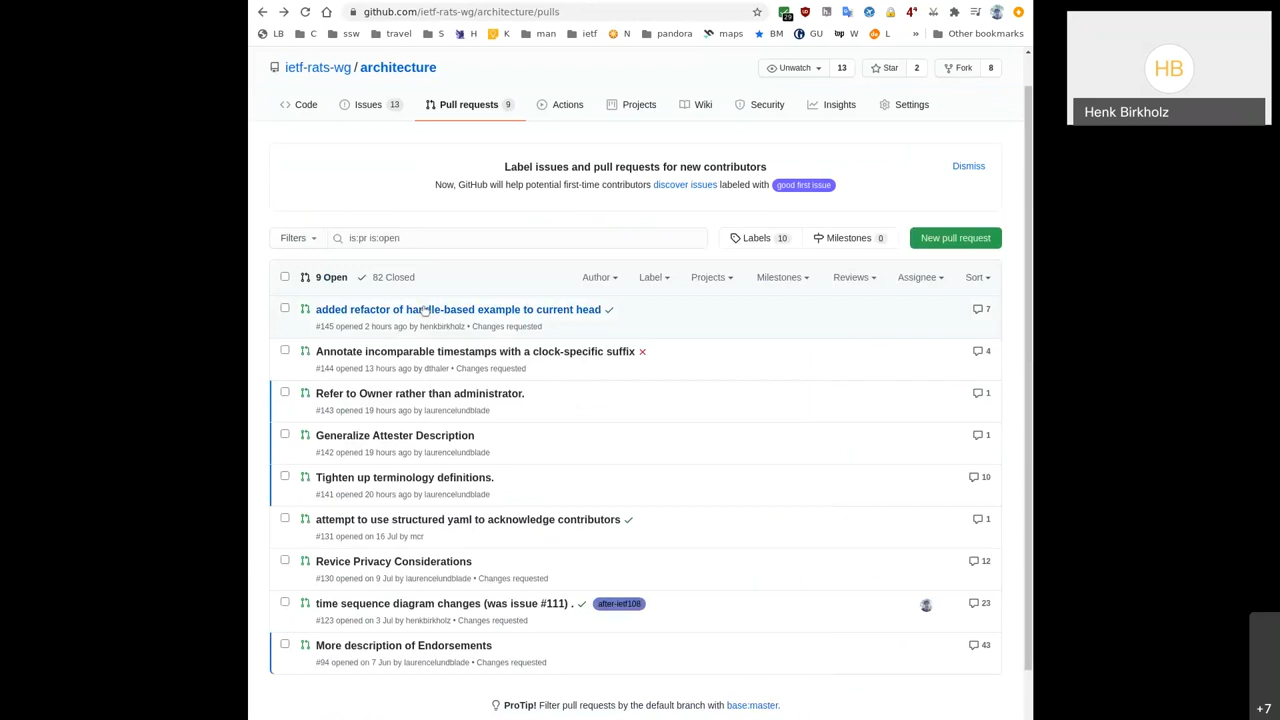 github.com/ietf-rats-wg/architecture/pulls
29
4⁹
LB C ssw travel S H K man ietf N pandora maps BM GU wp W L » Other bookmarks
ietf-rats-wg / architecture
Unwatch 13 Star 2 Fork 8
Code Issues 13 Pull requests 9 Actions Projects Wiki Security Insights Settings
Label issues and pull requests for new contributors
Dismiss
Now, GitHub will help potential first-time contributors discover issues labeled with good first issue
Filters is:pr is:open Labels 10 Milestones 0 New pull request
9 Open 82 Closed Author Label Projects Milestones Reviews Assignee Sort
added refactor of handle-based example to current head 7
#145 opened 2 hours ago by henkbirkholz • Changes requested
Annotate incomparable timestamps with a clock-specific suffix 4
#144 opened 13 hours ago by dthaler • Changes requested
Refer to Owner rather than administrator. 1
#143 opened 19 hours ago by laurencelundblade
Generalize Attester Description 1
#142 opened 19 hours ago by laurencelundblade
Tighten up terminology definitions. 10
#141 opened 20 hours ago by laurencelundblade
attempt to use structured yaml to acknowledge contributors 1
#131 opened on 16 Jul by mcr
Revice Privacy Considerations 12
#130 opened on 9 Jul by laurencelundblade • Changes requested
time sequence diagram changes (was issue #111) . after-ietf108 23
#123 opened on 3 Jul by henkbirkholz • Changes requested
More description of Endorsements 43
#94 opened on 7 Jun by laurencelundblade • Changes requested
ProTip! Filter pull requests by the default branch with base:master.
HB
Henk Birkholz
+7